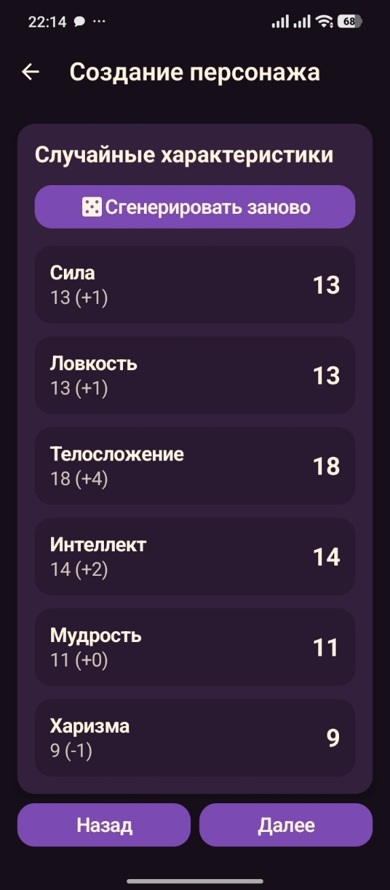 22:14
68
Создание персонажа
Случайные характеристики
Сгенерировать заново
Сила
13 (+1)
13
Ловкость
13 (+1)
13
Телосложение
18 (+4)
18
Интеллект
14 (+2)
14
Мудрость
11 (+0)
11
Харизма
9 (-1)
9
Назад
Далее